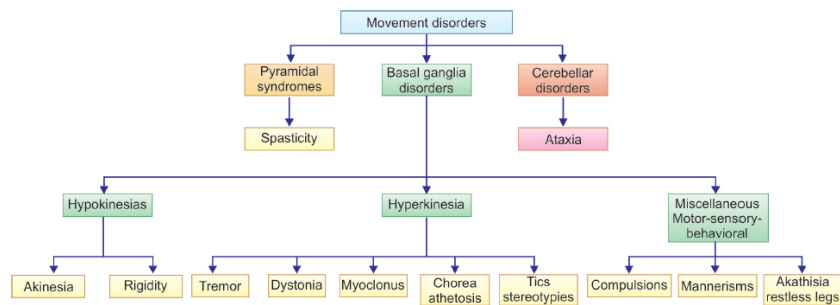 Movement disorders
Pyramidal
syndromes
Basal ganglia
disorders
Cerebellar
disorders
Spasticity
Ataxia
Hypokinesias
Hyperkinesia
Miscellaneous
Motor-sensory-
behavioral
Akinesia
Rigidity
Tremor
Dystonia
Myoclonus
Chorea
athetosis
Tics
stereotypies
Compulsions
Mannerisms
Akathisia
restless legs